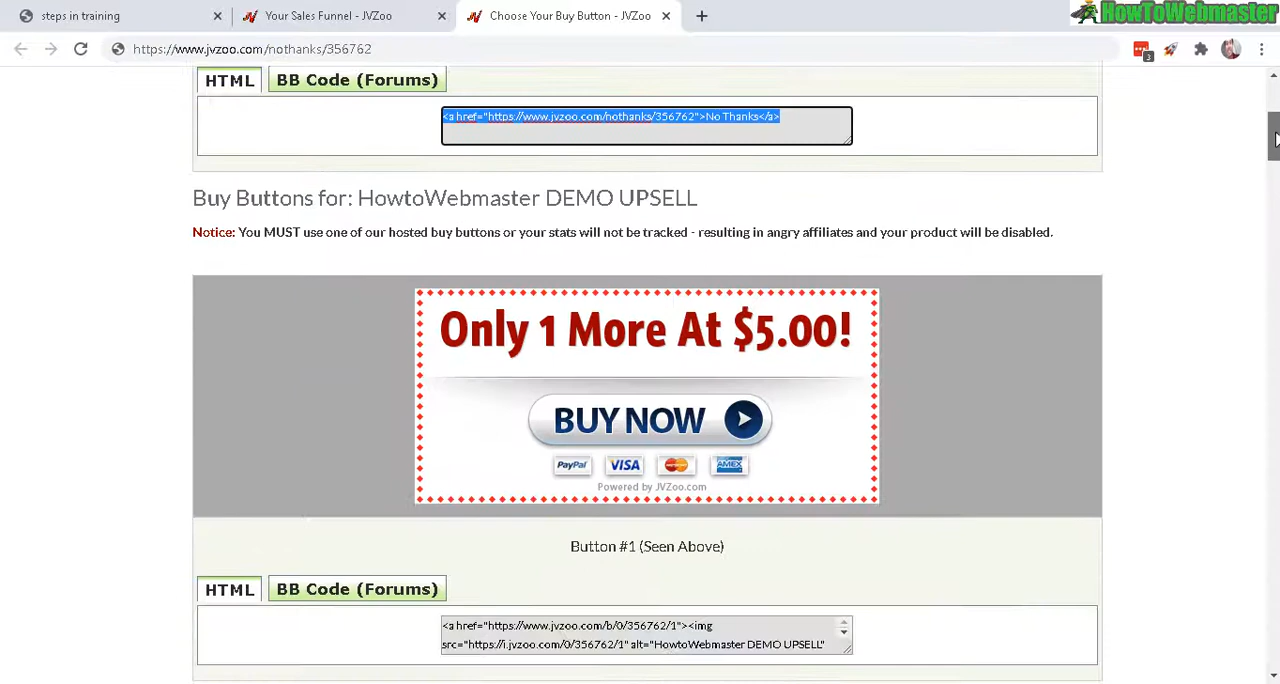 steps in training
Your Sales Funnel - JVZoo
Choose Your Buy Button - JVZoo
HowToWebmaster
https://www.jvzoo.com/nothanks/356762
3
HTML
BB Code (Forums)
<a href="https://www.jvzoo.com/nothanks/356762">No Thanks</a>
Buy Buttons for: HowtoWebmaster DEMO UPSELL
Notice: You MUST use one of our hosted buy buttons or your stats will not be tracked - resulting in angry affiliates and your product will be disabled.
Only 1 More At $5.00!
BUY NOW
PayPal VISA MasterCard AMEX
Powered by JVZoo.com
Button #1 (Seen Above)
HTML
BB Code (Forums)
<a href="https://www.jvzoo.com/b/0/356762/1"><img
src="https://i.jvzoo.com/0/356762/1" alt="HowtoWebmaster DEMO UPSELL"